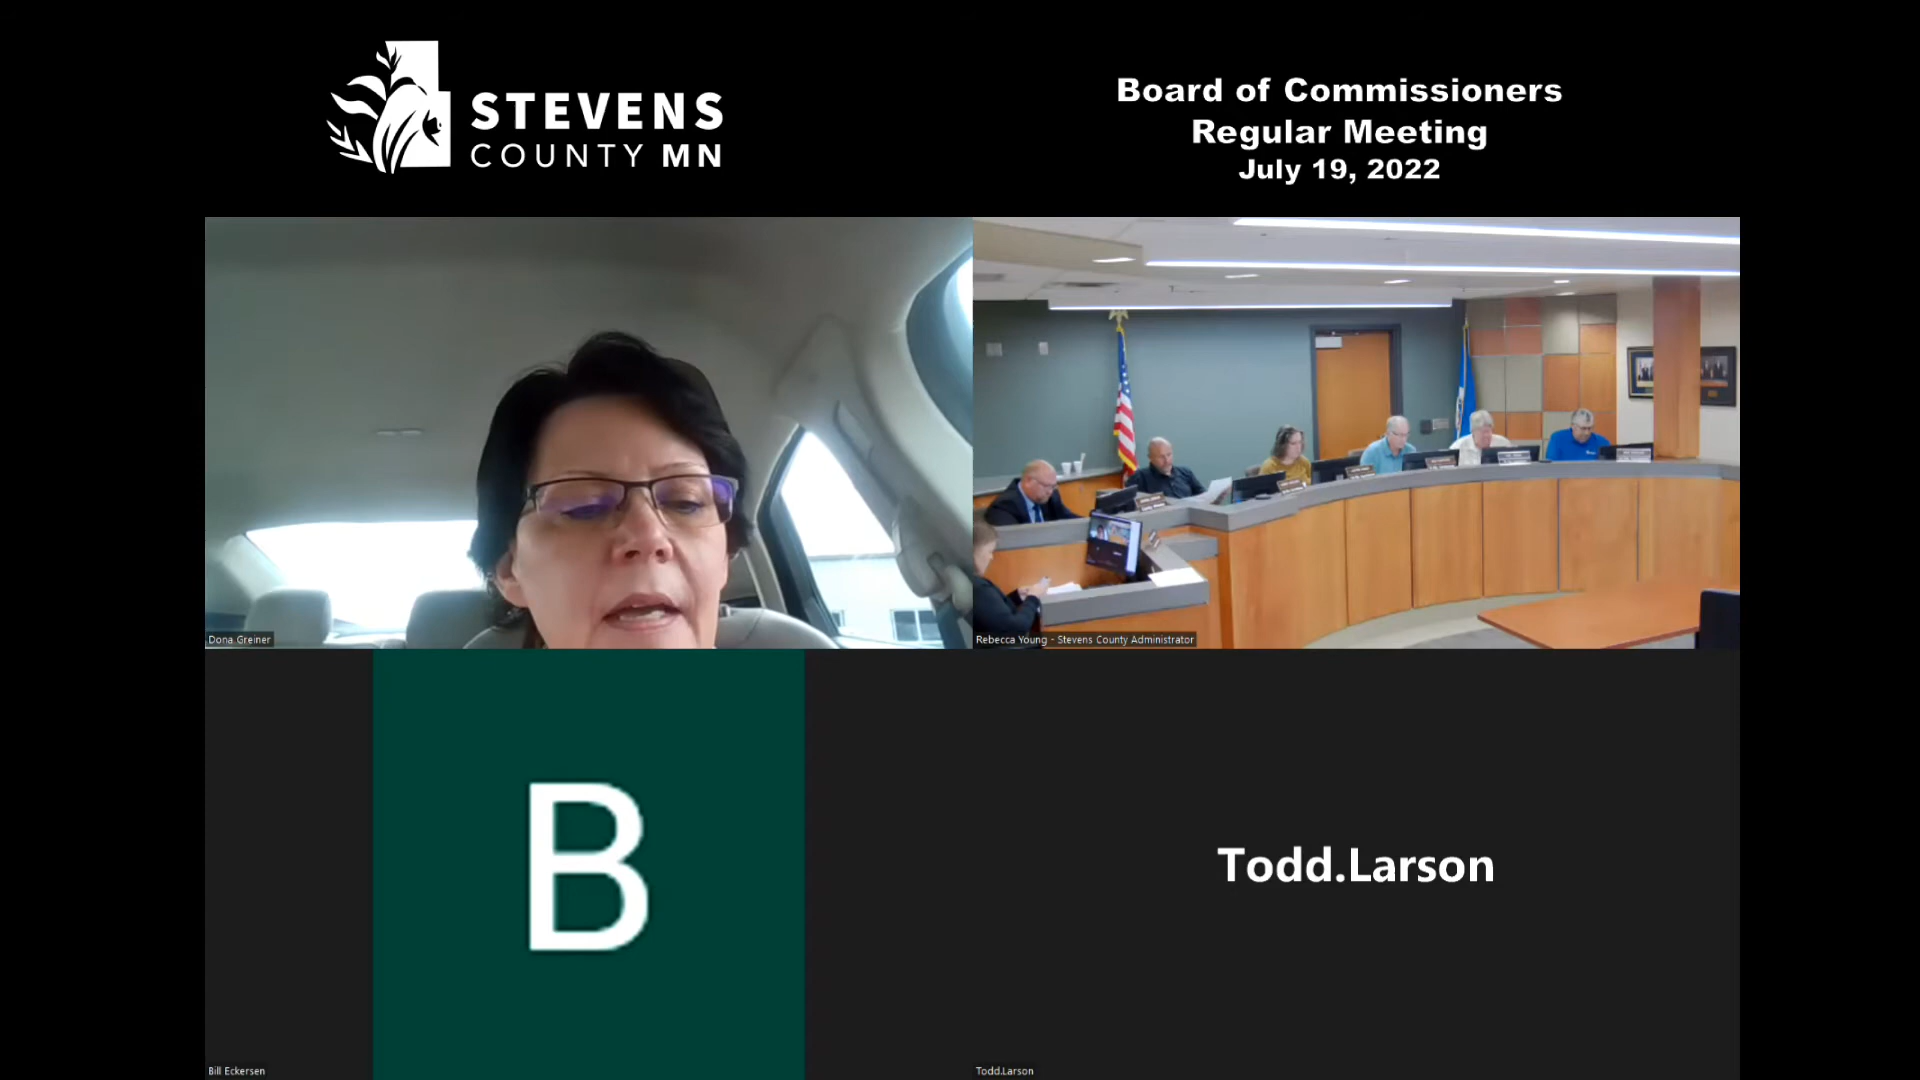 STEVENS
COUNTY MN
Board of Commissioners
Regular Meeting
July 19, 2022
Dona Greiner
Rebecca Young - Stevens County Administrator
B
Todd.Larson
Bill Eckersen
Todd.Larson